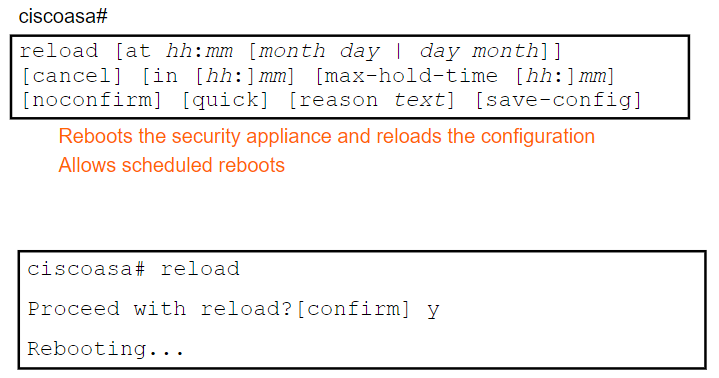 ciscoasa#
reload [at hh:mm [month day | day month]]
[cancel] [in [hh:]mm] [max-hold-time [hh:]mm]
[noconfirm] [quick] [reason text] [save-config]
Reboots the security appliance and reloads the configuration
Allows scheduled reboots
ciscoasa# reload
Proceed with reload?[confirm] y
Rebooting...